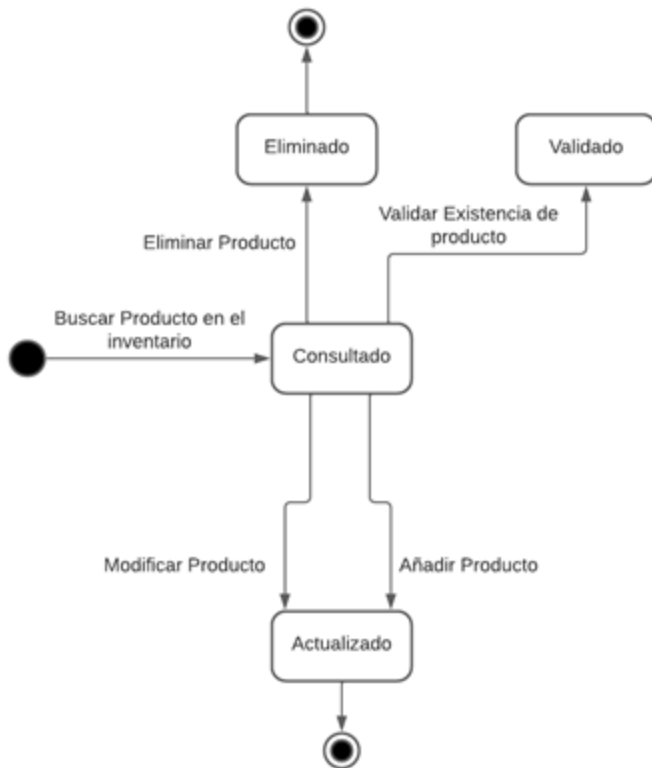 Eliminado
Validado
Validar Existencia de
producto
Eliminar Producto
Buscar Producto en el
inventario
Consultado
Modificar Producto
Añadir Producto
Actualizado